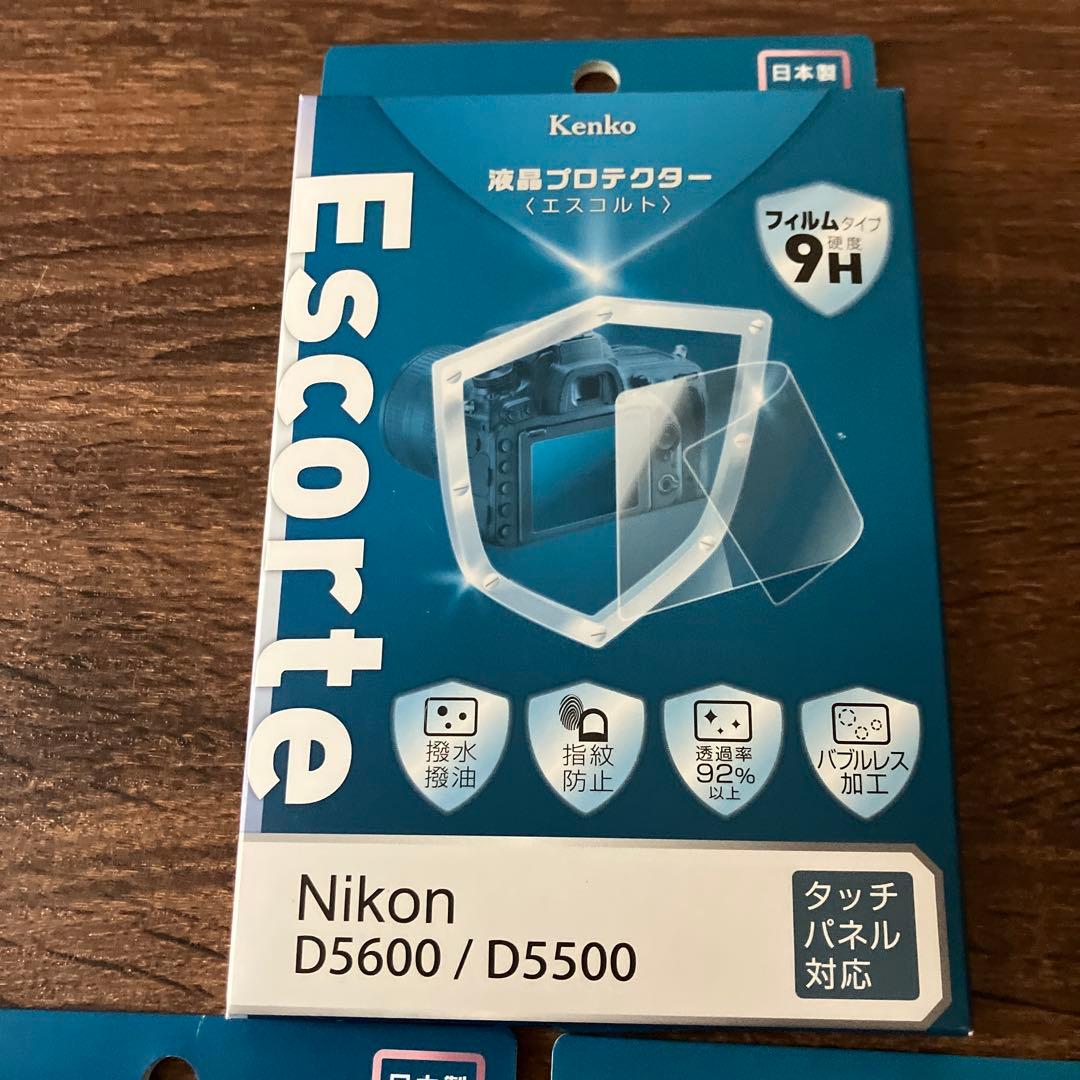 日本製
Kenko
液晶プロテクター
〈エスコルト〉
フィルムタイプ
硬度
9H
Escorte
撥水
撥油
指紋
防止
透過率
92%
以上
バブルレス
加工
Nikon
D5600 / D5500
タッチ
パネル
対応
日本製